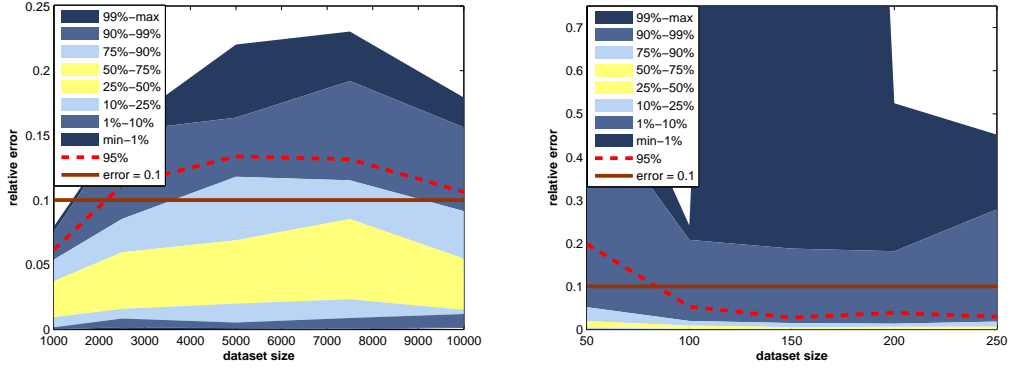 0.25
0.2
0.15
0.1
0.05
0
relative error
99%−max
90%−99%
75%−90%
50%−75%
25%−50%
10%−25%
1%−10%
min−1%
95%
error = 0.1
1000 2000 3000 4000 5000 6000 7000 8000 9000 10000
dataset size
0.7
0.6
0.5
0.4
0.3
0.2
0.1
0
relative error
99%−max
90%−99%
75%−90%
50%−75%
25%−50%
10%−25%
1%−10%
min−1%
95%
error = 0.1
50 100 150 200 250
dataset size